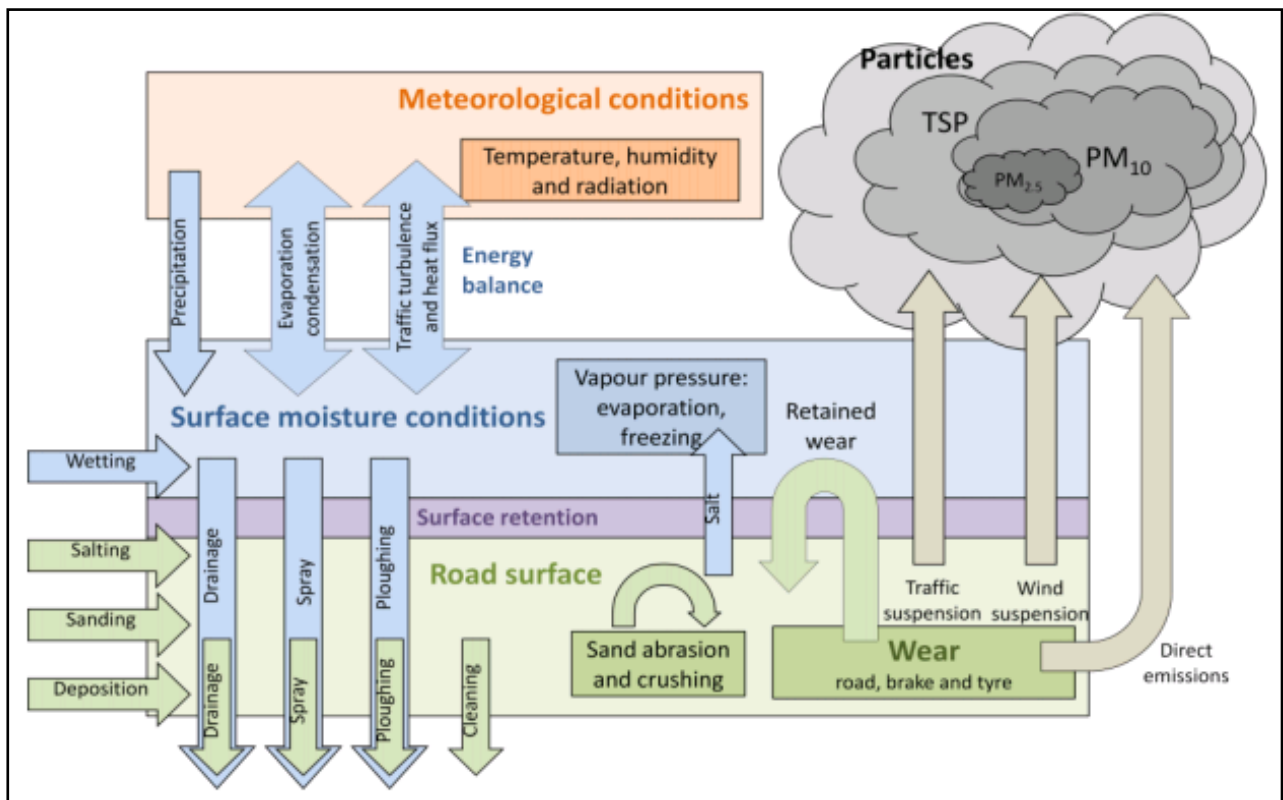 Particles
Meteorological conditions
TSP
Temperature, humidity
and radiation
PM10
PM2.5
Precipitation
Evaporation
condensation
Traffic turbulence
and heat flux
Energy
balance
Vapour pressure:
evaporation,
freezing
Retained
wear
Surface moisture conditions
Wetting
Salt
Surface retention
Salting
Drainage
Spray
Ploughing
Road surface
Traffic
suspension
Wind
suspension
Sanding
Sand abrasion
and crushing
Wear
road, brake and tyre
Direct
emissions
Deposition
Drainage
Spray
Ploughing
Cleaning